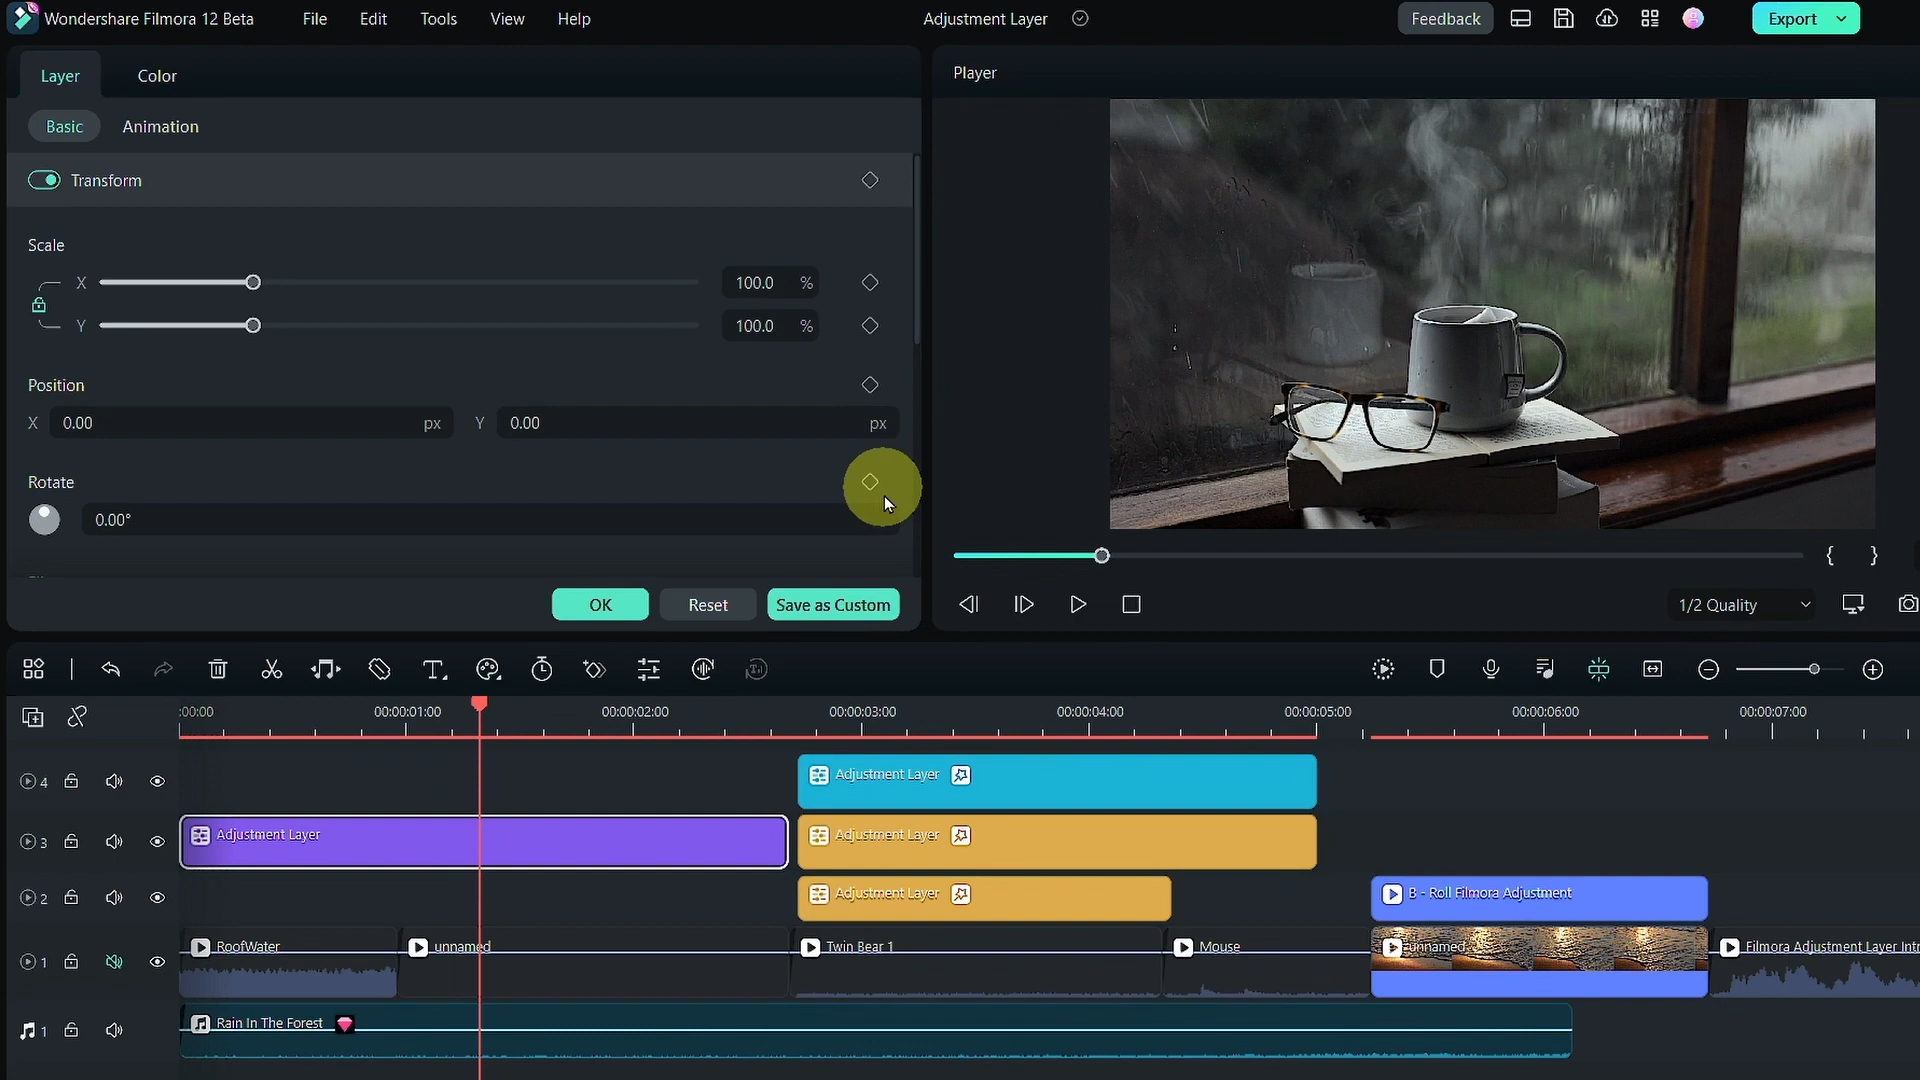 Wondershare Filmora 12 Beta File Edit Tools View Help Adjustment Layer Feedback Export
Layer Color
Player
Basic Animation
Transform
Scale
X 100.0 %
Y 100.0 %
Position
X 0.00 px Y 0.00 px
Rotate
0.00°
{ }
OK Reset Save as Custom
1/2 Quality
:00:00 00:00:01:00 00:00:02:00 00:00:03:00 00:00:04:00 00:00:05:00 00:00:06:00 00:00:07:00
4 Adjustment Layer
3 Adjustment Layer Adjustment Layer
2 Adjustment Layer B - Roll Filmora Adjustment
1 RoofWater unnamed Twin Bear 1 Mouse unnamed Filmora Adjustment Layer Intr
1 Rain In The Forest